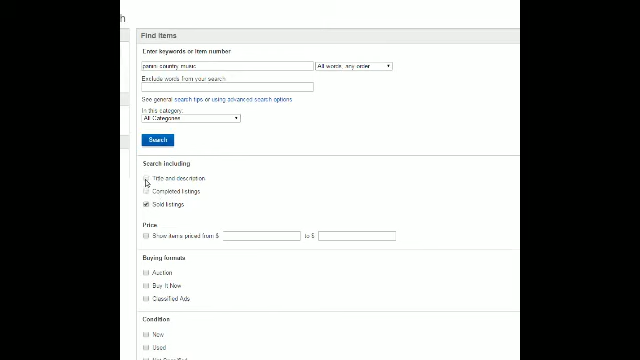 Find Items
Enter keywords or item number
panini country music
All words, any order
Exclude words from your search
See general search tips or using advanced search options
In this category:
All Categories
Search
Search including
Title and description
Completed listings
Sold listings
Price
Show items priced from $ to $
Buying formats
Auction
Buy It Now
Classified Ads
Condition
New
Used
Not Specified